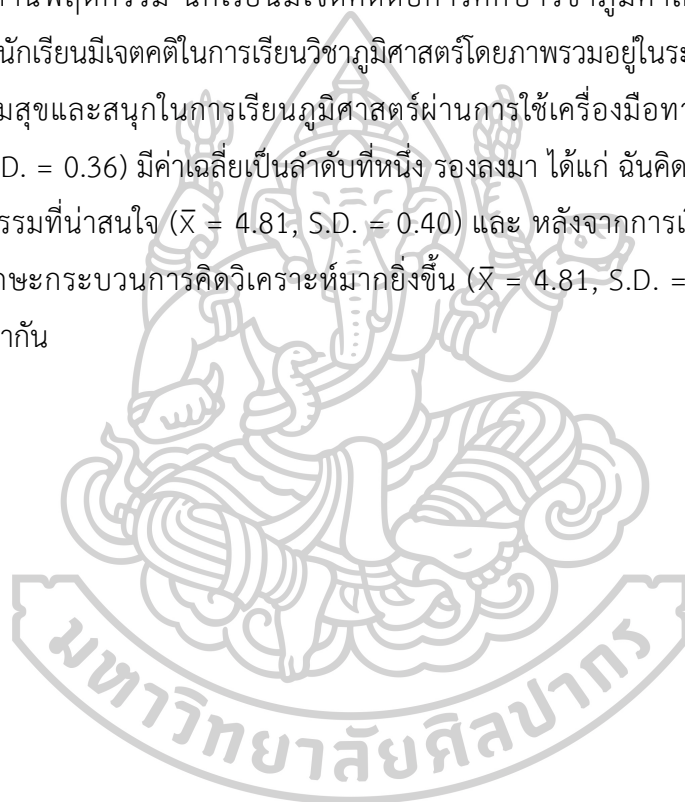 านพฤติกรรม นักเรียนมีเจตคติต่อการศึกษาวิชาภูมิศาส
นักเรียนมีเจตคติในการเรียนวิชาภูมิศาสตร์โดยภาพรวมอยู่ในระ
มสุขและสนุกในการเรียนภูมิศาสตร์ผ่านการใช้เครื่องมือทา
.D. = 0.36) มีค่าเฉลี่ยเป็นลำดับที่หนึ่ง รองลงมา ได้แก่ ฉันคิด
รรมที่น่าสนใจ (x̄ = 4.81, S.D. = 0.40) และ หลังจากการเ
าษะกระบวนการคิดวิเคราะห์มากยิ่งขึ้น (x̄ = 4.81, S.D. =
ากัน
มหาวิทยาลัยศิลปากร